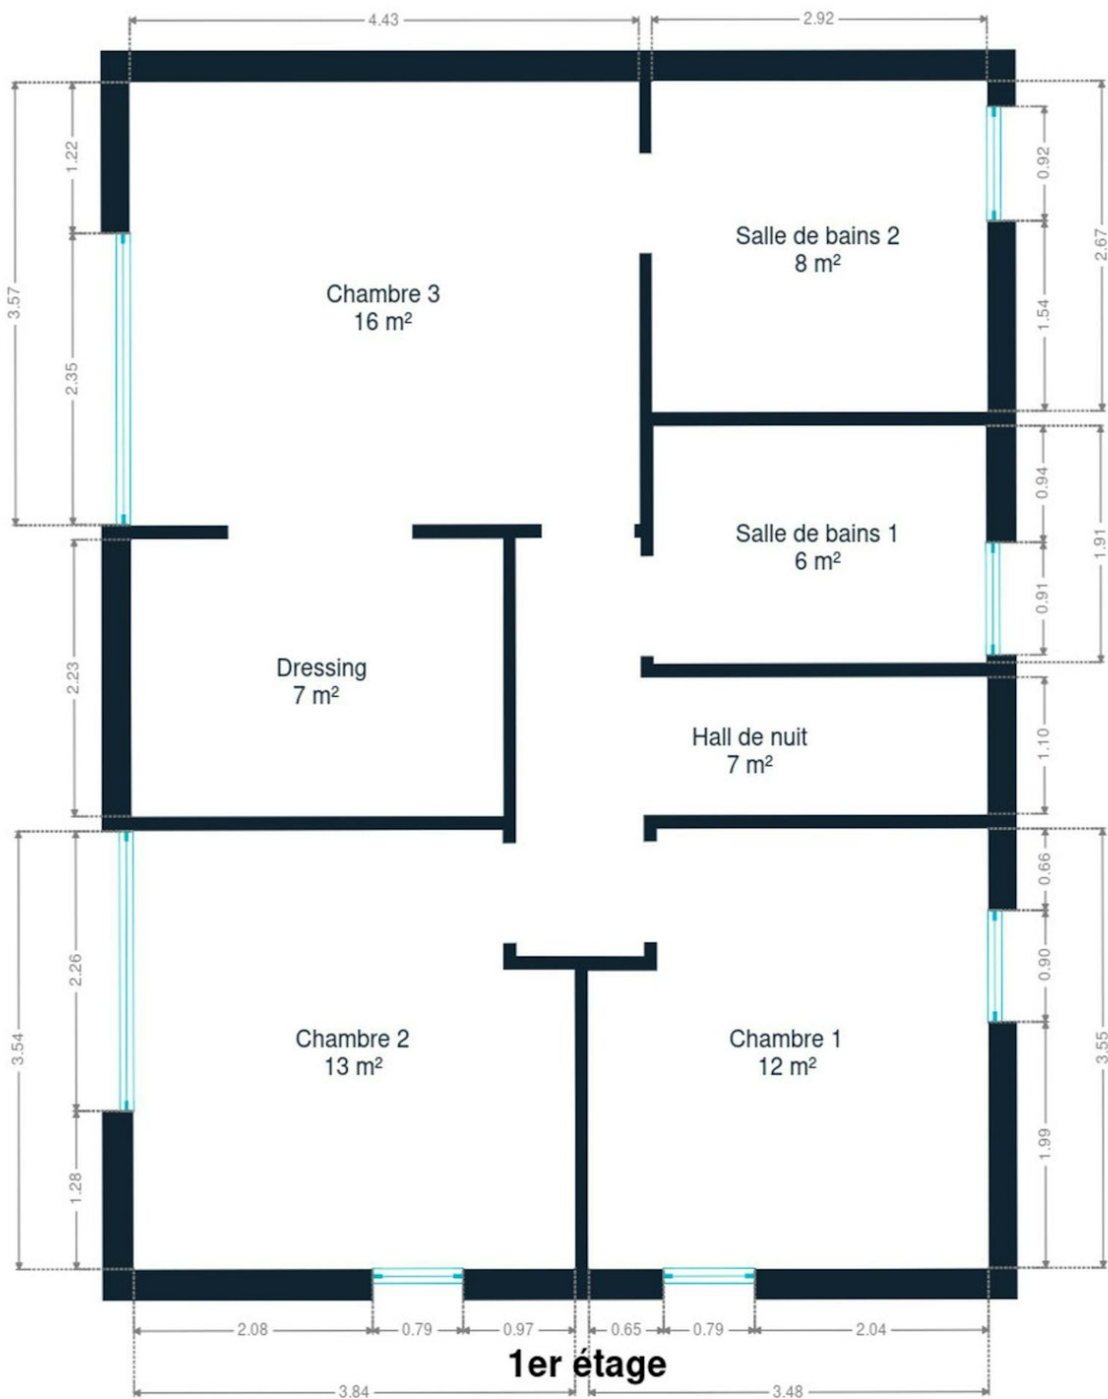 4.43
2.92
1.22
3.57
2.35
0.92
2.67
1.54
Salle de bains 2
8 m²
Chambre 3
16 m²
0.94
1.91
0.91
Salle de bains 1
6 m²
2.23
Dressing
7 m²
Hall de nuit
7 m²
1.10
0.66
0.90
3.55
1.99
2.26
3.54
1.28
Chambre 2
13 m²
Chambre 1
12 m²
2.08
0.79
0.97
0.65
0.79
2.04
1er étage
3.84
3.48